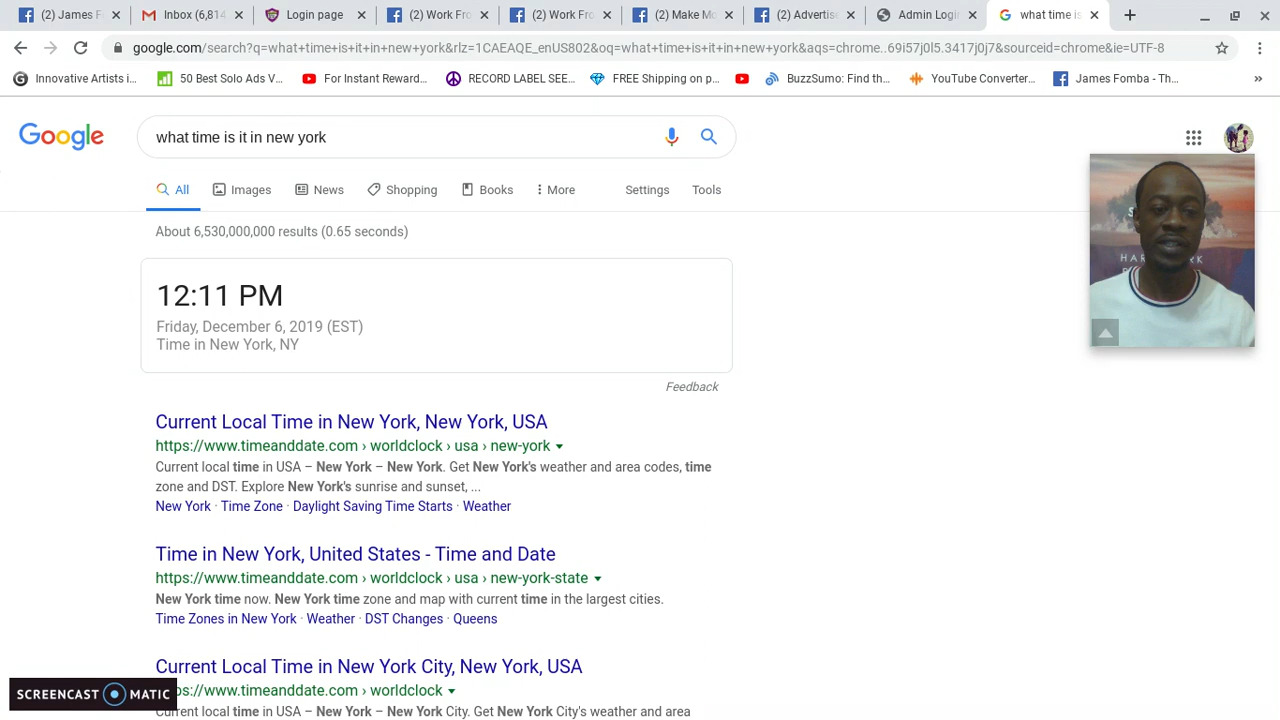 (2) James F
Inbox (6,814
Login page
(2) Work Fro
(2) Work Fro
(2) Make Mo
(2) Advertise
Admin Login
what time is
google.com/search?q=what+time+is+it+in+new+york&rlz=1CAEAQE_enUS802&oq=what+time+is+it+in+new+york&aqs=chrome..69i57j0l5.3417j0j7&sourceid=chrome&ie=UTF-8
Innovative Artists i...
50 Best Solo Ads V...
For Instant Reward...
RECORD LABEL SEE...
FREE Shipping on p...
BuzzSumo: Find th...
YouTube Converter...
James Fomba - Th...
»
Google
what time is it in new york
All
Images
News
Shopping
Books
More
Settings
Tools
About 6,530,000,000 results (0.65 seconds)
12:11 PM
Friday, December 6, 2019 (EST)
Time in New York, NY
Feedback
Current Local Time in New York, New York, USA
https://www.timeanddate.com › worldclock › usa › new-york
Current local time in USA – New York – New York. Get New York's weather and area codes, time
zone and DST. Explore New York's sunrise and sunset, ...
New York · Time Zone · Daylight Saving Time Starts · Weather
Time in New York, United States - Time and Date
https://www.timeanddate.com › worldclock › usa › new-york-state
New York time now. New York time zone and map with current time in the largest cities.
Time Zones in New York · Weather · DST Changes · Queens
Current Local Time in New York City, New York, USA
ps://www.timeanddate.com › worldclock
Current local time in USA – New York – New York City. Get New York City's weather and area
SCREENCAST MATIC